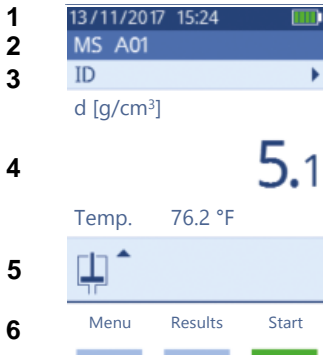 1 13/11/2017 15:24
2 MS A01
3 ID
d [g/cm³]
4 5.1
Temp. 76.2 °F
5
6 Menu Results Start